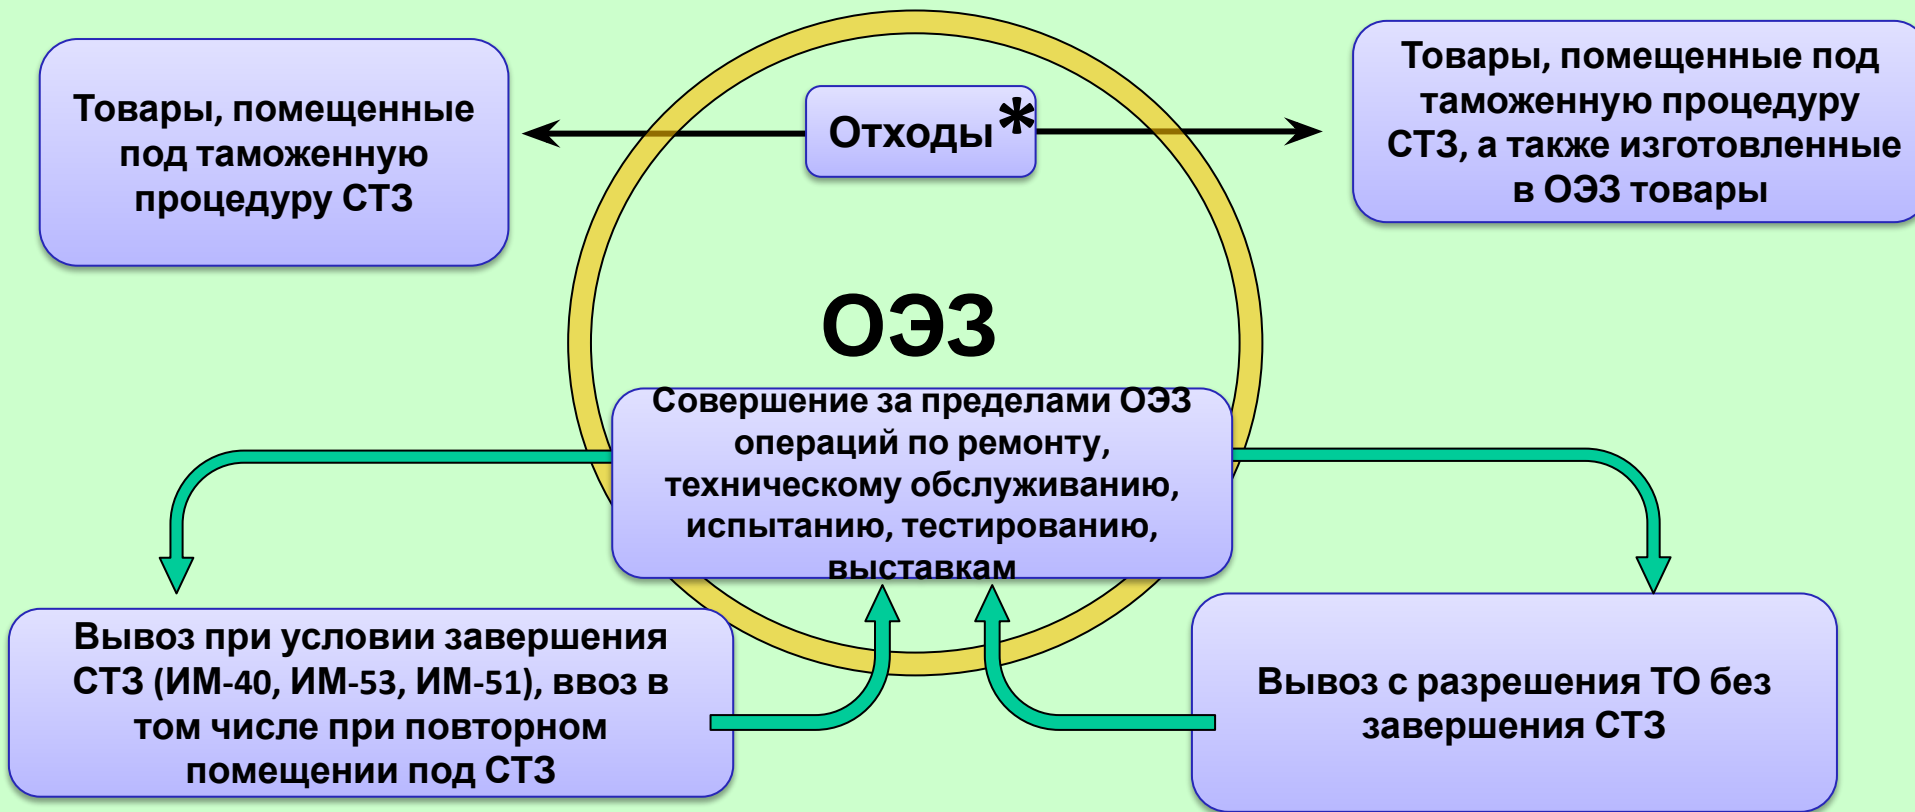 Товары, помещенные
под таможенную
процедуру СТЗ
Отходы*
Товары, помещенные под
таможенную процедуру
СТЗ, а также изготовленные
в ОЭЗ товары
ОЭЗ
Совершение за пределами ОЭЗ
операций по ремонту,
техническому обслуживанию,
испытанию, тестированию,
выставкам
Вывоз при условии завершения
СТЗ (ИМ-40, ИМ-53, ИМ-51), ввоз в
том числе при повторном
помещении под СТЗ
Вывоз с разрешения ТО без
завершения СТЗ